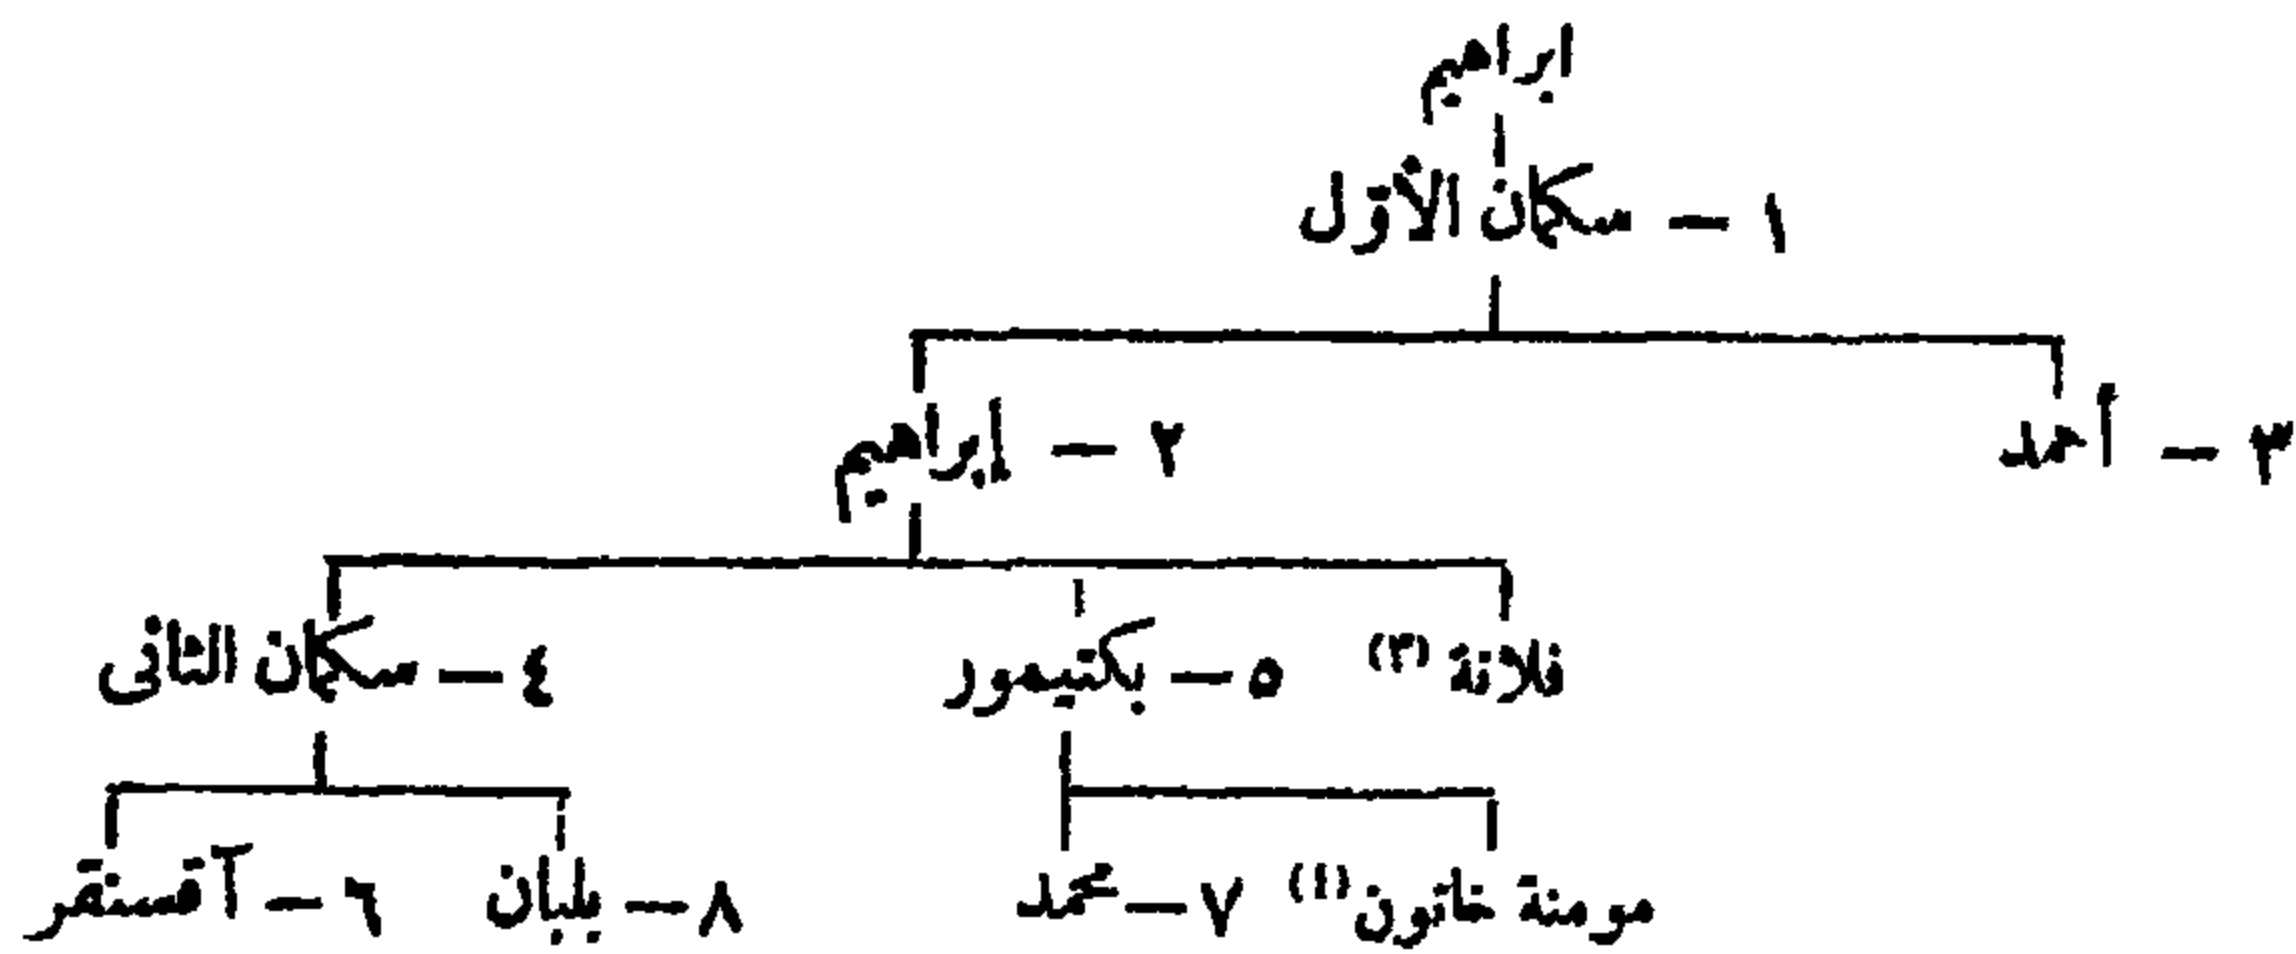 ابراهيم
١ — سكمان الأوّل
٣ — أحمد ٢ — إبراهيم
فلانة (٣) ٥ — بكتيمور ٤ — سكمان الثانى
مومنة خاتون (١) ٧ — محمد ٨ — بلبان ٦ — آقسنقر